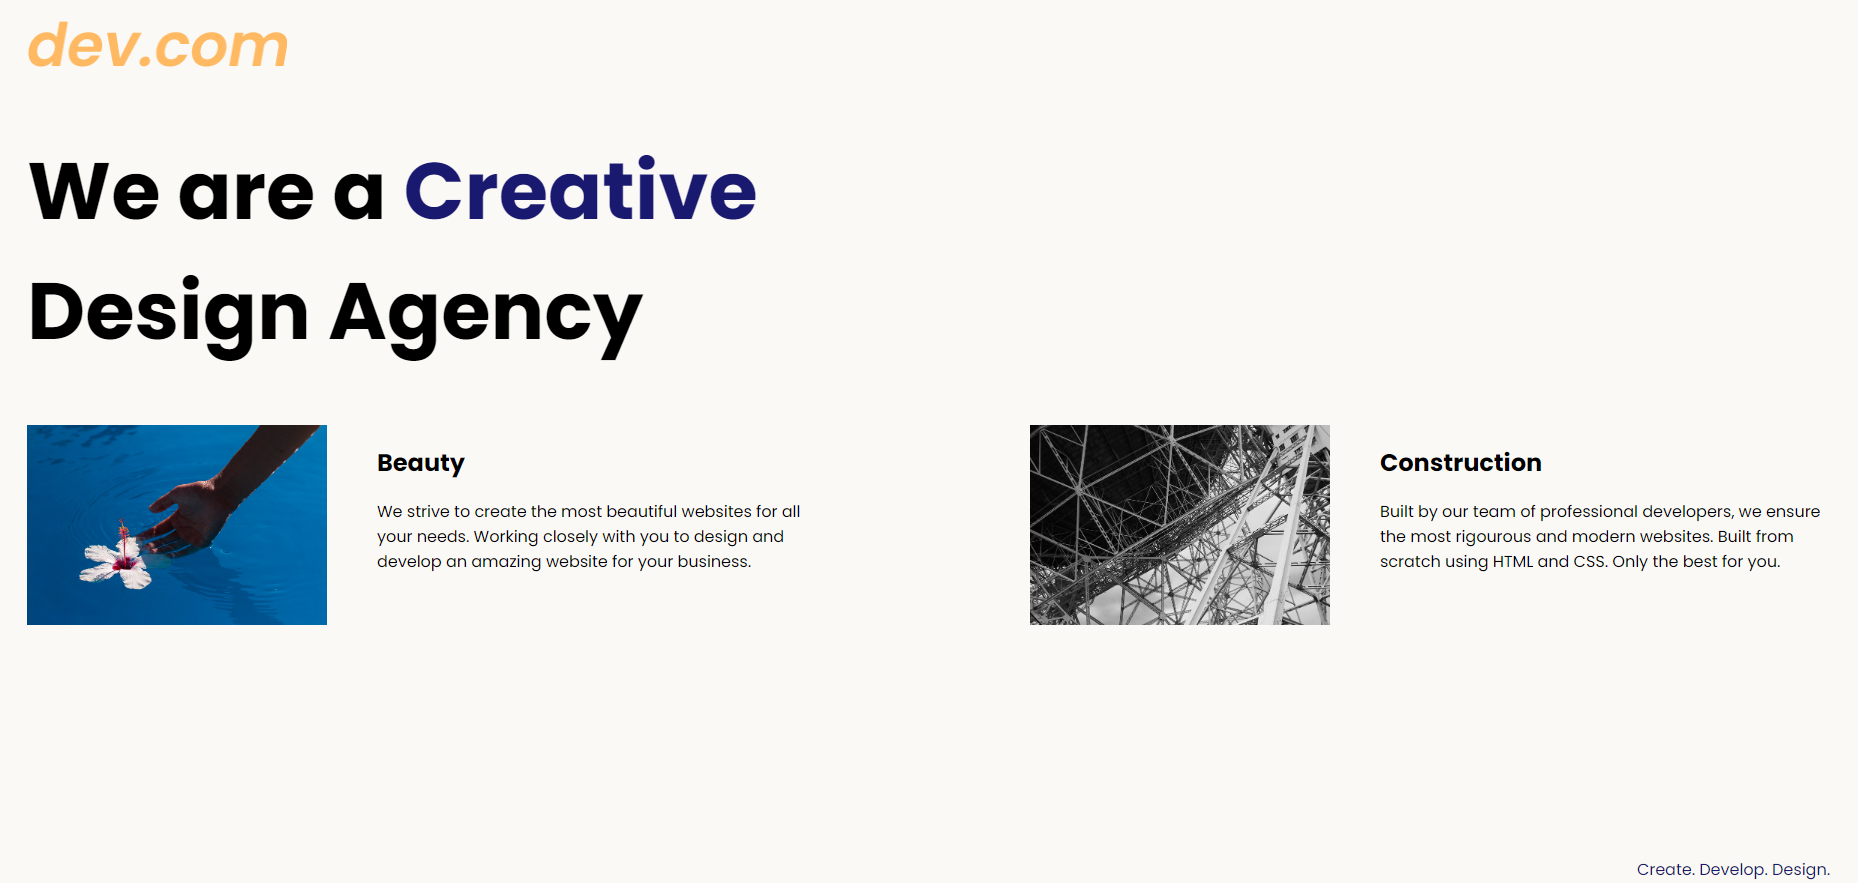 dev.com
We are a Creative
Design Agency
Beauty
We strive to create the most beautiful websites for all
your needs. Working closely with you to design and
develop an amazing website for your business.
Construction
Built by our team of professional developers, we ensure
the most rigourous and modern websites. Built from
scratch using HTML and CSS. Only the best for you.
Create. Develop. Design.